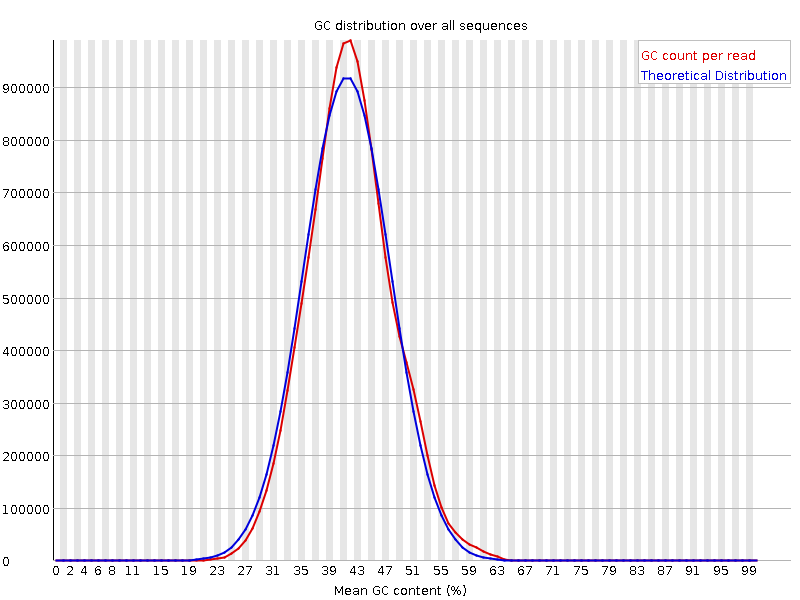 GC distribution over all sequences
GC count per read
Theoretical Distribution
900000
800000
700000
600000
500000
400000
300000
200000
100000
0
0 2 4 6 8 11 15 19 23 27 31 35 39 43 47 51 55 59 63 67 71 75 79 83 87 91 95 99
Mean GC content (%)